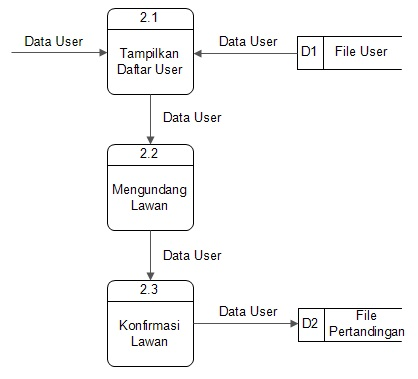 2.1
Data User
Tampilkan
Daftar User
Data User
D1
File User
Data User
2.2
Mengundang
Lawan
Data User
2.3
Konfirmasi
Lawan
Data User
D2
File
Pertandingan